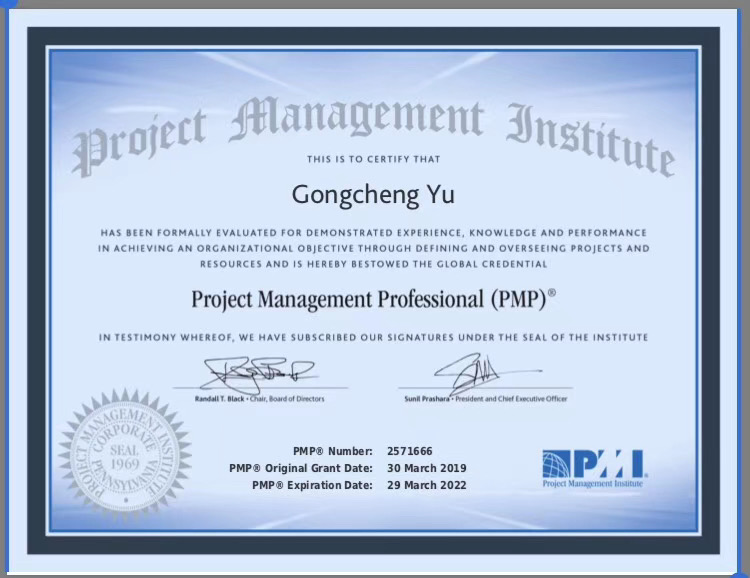 Project Management Institute
THIS IS TO CERTIFY THAT
Gongcheng Yu
HAS BEEN FORMALLY EVALUATED FOR DEMONSTRATED EXPERIENCE, KNOWLEDGE AND PERFORMANCE
IN ACHIEVING AN ORGANIZATIONAL OBJECTIVE THROUGH DEFINING AND OVERSEEING PROJECTS AND
RESOURCES AND IS HEREBY BESTOWED THE GLOBAL CREDENTIAL
Project Management Professional (PMP)®
IN TESTIMONY WHEREOF, WE HAVE SUBSCRIBED OUR SIGNATURES UNDER THE SEAL OF THE INSTITUTE
Randall T. Black • Chair, Board of Directors
Sunil Prashara • President and Chief Executive Officer
PROJECT MANAGEMENT INSTITUTE
CORPORATE
SEAL
1969
PENNSYLVANIA
PMP® Number: 2571666
PMP® Original Grant Date: 30 March 2019
PMP® Expiration Date: 29 March 2022
PMI®
Project Management Institute